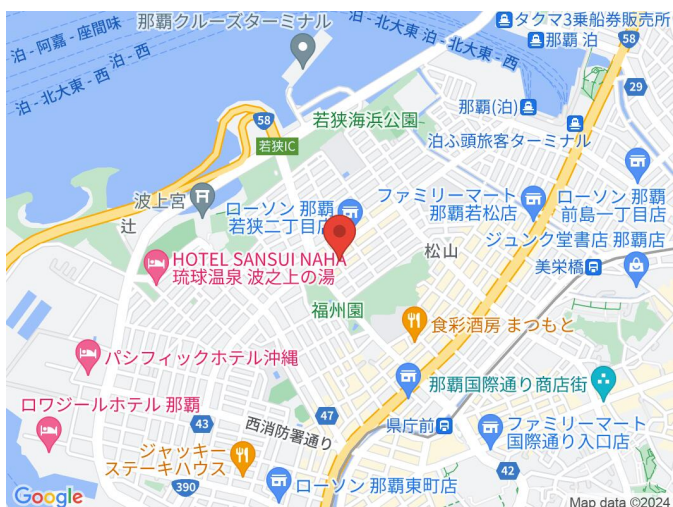 タクマ3乗船券販売所
那覇クルーズターミナル
泊-阿嘉-座間味
泊-西
泊-北大東-西
泊-北大東
泊-北大東-西
那覇 泊
58
29
那覇(泊)
若狭海浜公園
58
泊ふ頭旅客ターミナル
若狭IC
波上宮
辻
ローソン 那覇
若狭二丁目店
ファミリーマート
那覇若松店
ローソン 那覇
前島一丁目店
松山
ジュンク堂書店 那覇店
HOTEL SANSUI NAHA
琉球温泉 波之上の湯
美栄橋
福州園
食彩酒房 まつもと
パシフィックホテル沖縄
那覇国際通り商店街
ロワジールホテル 那覇
47
43
西消防署通り
県庁前
ファミリーマート
国際通り入口店
ジャッキー
ステーキハウス
42
390
ローソン 那覇東町店
Google
Map data ©2024